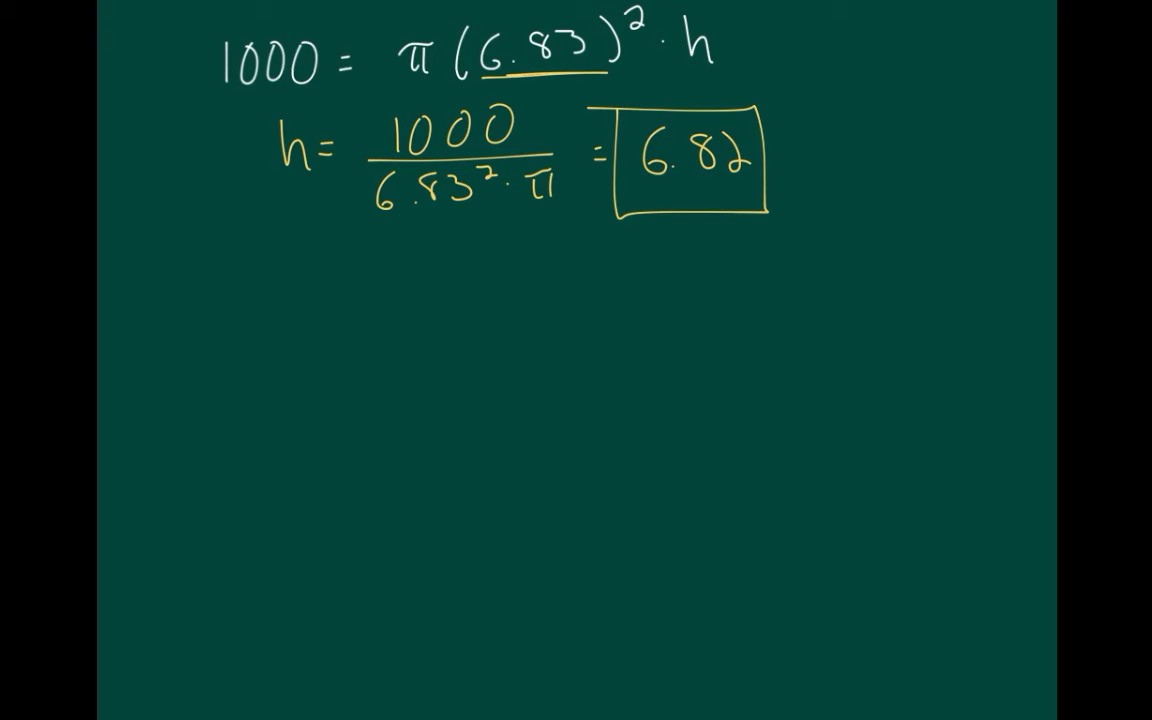 1000 = π(6.83)² · h
h = 1000 / 6.83² · π = 6.82